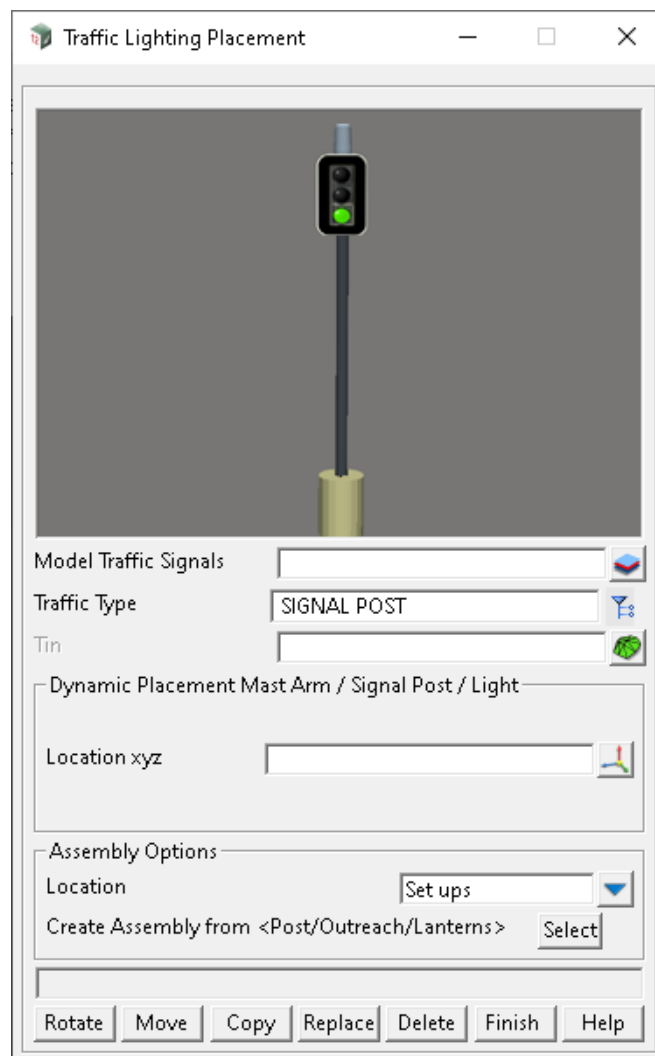 Traffic Lighting Placement
Model Traffic Signals
Traffic Type SIGNAL POST
Tin
Dynamic Placement Mast Arm / Signal Post / Light
Location xyz
Assembly Options
Location Set ups
Create Assembly from <Post/Outreach/Lanterns> Select
Rotate Move Copy Replace Delete Finish Help